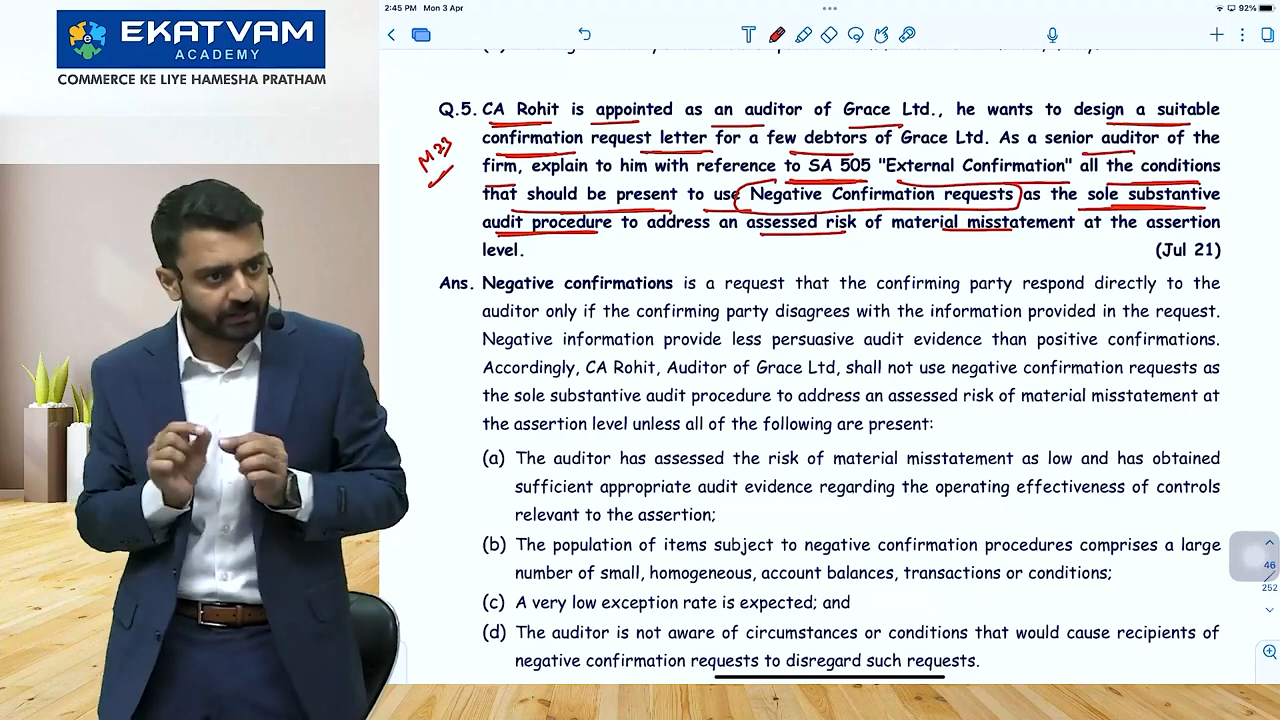 2:45 PM Mon 3 Apr
92%
EKATVAM
ACADEMY
COMMERCE KE LIYE HAMESHA PRATHAM
Q.5. CA Rohit is appointed as an auditor of Grace Ltd., he wants to design a suitable
confirmation request letter for a few debtors of Grace Ltd. As a senior auditor of the
firm, explain to him with reference to SA 505 "External Confirmation" all the conditions
that should be present to use Negative Confirmation requests as the sole substantive
audit procedure to address an assessed risk of material misstatement at the assertion
level. (Jul 21)
M23
Ans. Negative confirmations is a request that the confirming party respond directly to the
auditor only if the confirming party disagrees with the information provided in the request.
Negative information provide less persuasive audit evidence than positive confirmations.
Accordingly, CA Rohit, Auditor of Grace Ltd, shall not use negative confirmation requests as
the sole substantive audit procedure to address an assessed risk of material misstatement at
the assertion level unless all of the following are present:
(a) The auditor has assessed the risk of material misstatement as low and has obtained
sufficient appropriate audit evidence regarding the operating effectiveness of controls
relevant to the assertion;
(b) The population of items subject to negative confirmation procedures comprises a large
number of small, homogeneous, account balances, transactions or conditions;
(c) A very low exception rate is expected; and
(d) The auditor is not aware of circumstances or conditions that would cause recipients of
negative confirmation requests to disregard such requests.
46
252